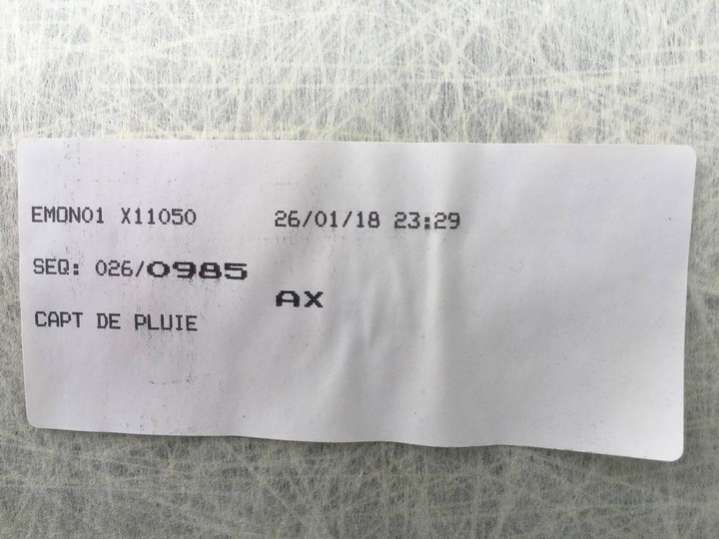 EMON01 X11050 26/01/18 23:29
SEQ: 026/0985
AX
CAPT DE PLUIE